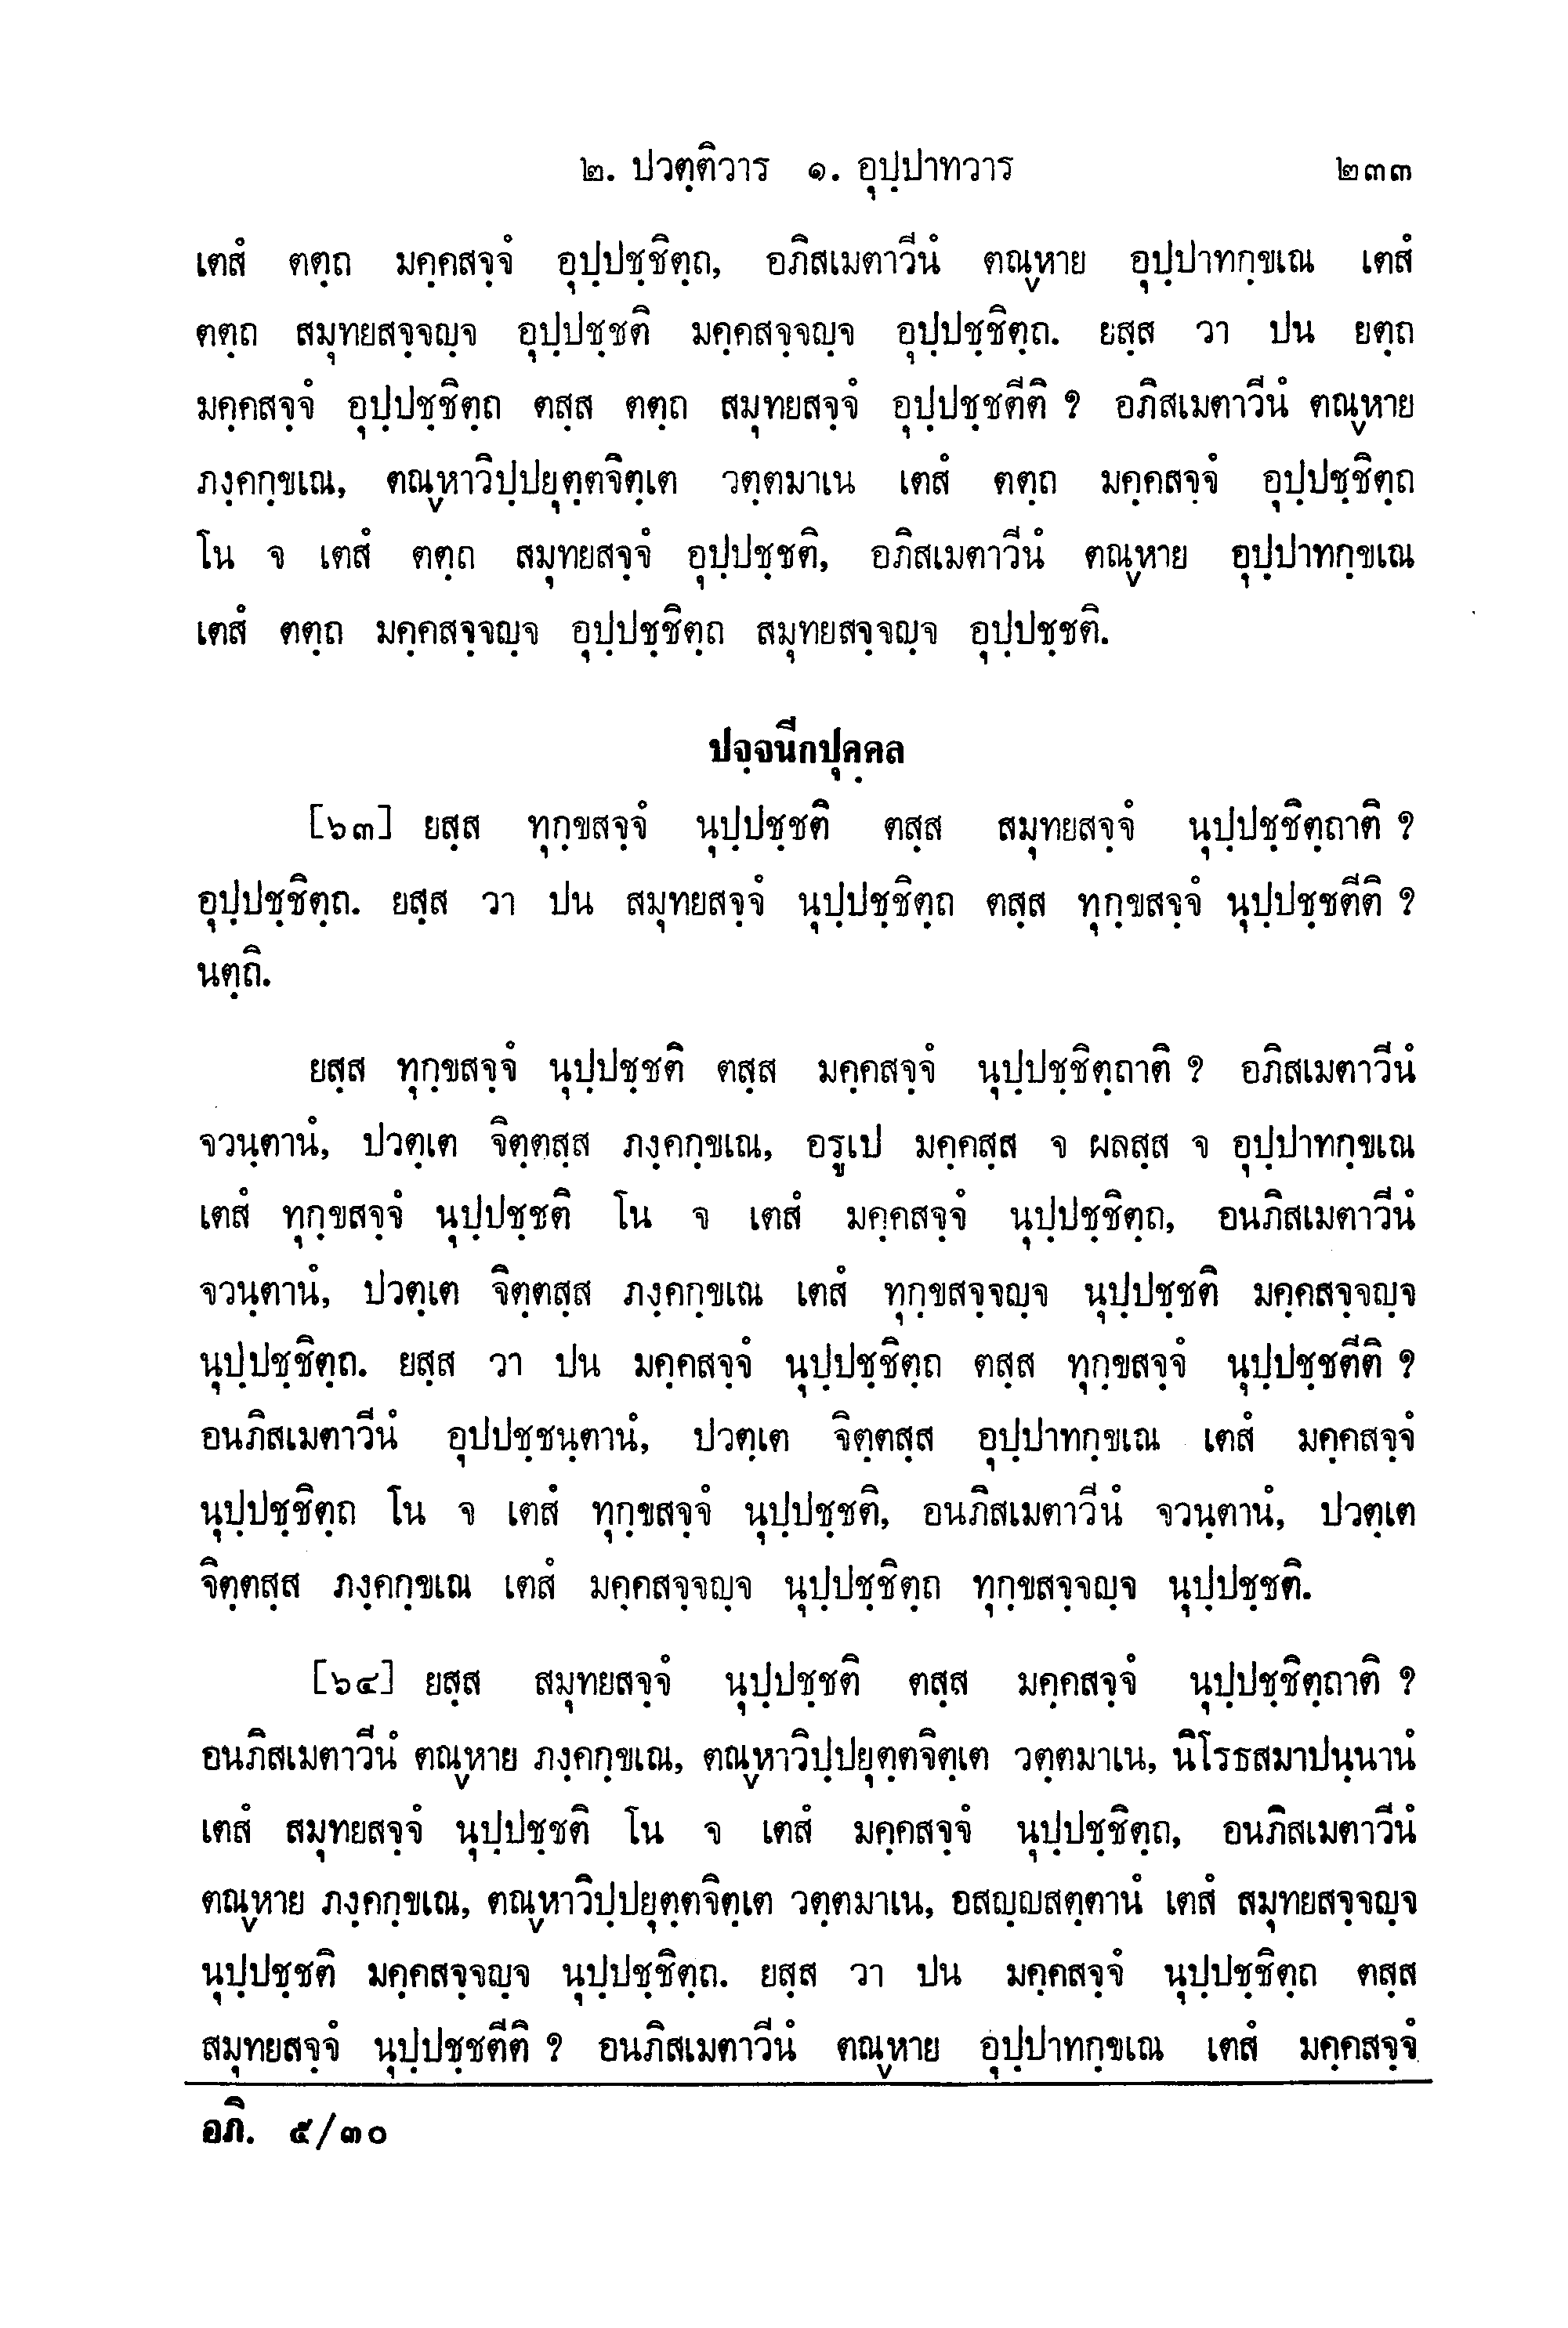 ๒. ปวตฺติวาร ๑. อุปฺปาทวาร ๒๓๓
เตสํ ตตฺถ มคฺคสจฺจํ อุปฺปชฺชิตฺถ, อภิสเมตาวีนํ ตณฺหาย อุปฺปาทกฺขเณ เตสํ
ตตฺถ สมุทยสจฺจญฺจ อุปฺปชฺชติ มคฺคสจฺจญฺจ อุปฺปชฺชิตฺถ. ยสฺส วา ปน ยตฺถ
มคฺคสจฺจํ อุปฺปชฺชิตฺถ ตสฺส ตตฺถ สมุทยสจฺจํ อุปฺปชฺชตีติ ? อภิสเมตาวีนํ ตณฺหาย
ภงฺคกฺขเณ, ตณฺหาวิปฺปยุตฺตจิตฺเต วตฺตมาเน เตสํ ตตฺถ มคฺคสจฺจํ อุปฺปชฺชิตฺถ
โน จ เตสํ ตตฺถ สมุทยสจฺจํ อุปฺปชฺชติ, อภิสเมตาวีนํ ตณฺหาย อุปฺปาทกฺขเณ
เตสํ ตตฺถ มคฺคสจฺจญฺจ อุปฺปชฺชิตฺถ สมุทยสจฺจญฺจ อุปฺปชฺชติ.
ปจฺจนีกปุคฺคล
[๖๓] ยสฺส ทุกฺขสจฺจํ นุปฺปชฺชติ ตสฺส สมุทยสจฺจํ นุปฺปชฺชิตฺถาติ ?
อุปฺปชฺชิตฺถ. ยสฺส วา ปน สมุทยสจฺจํ นุปฺปชฺชิตฺถ ตสฺส ทุกฺขสจฺจํ นุปฺปชฺชตีติ ?
นตฺถิ.
ยสฺส ทุกฺขสจฺจํ นุปฺปชฺชติ ตสฺส มคฺคสจฺจํ นุปฺปชฺชิตฺถาติ ? อภิสเมตาวีนํ
จวนฺตานํ, ปวตฺเต จิตฺตสฺส ภงฺคกฺขเณ, อรูเป มคฺคสฺส จ ผลสฺส จ อุปฺปาทกฺขเณ
เตสํ ทุกฺขสจฺจํ นุปฺปชฺชติ โน จ เตสํ มคฺคสจฺจํ นุปฺปชฺชิตฺถ, อนภิสเมตาวีนํ
จวนฺตานํ, ปวตฺเต จิตฺตสฺส ภงฺคกฺขเณ เตสํ ทุกฺขสจฺจญฺจ นุปฺปชฺชติ มคฺคสจฺจญฺจ
นุปฺปชฺชิตฺถ. ยสฺส วา ปน มคฺคสจฺจํ นุปฺปชฺชิตฺถ ตสฺส ทุกฺขสจฺจํ นุปฺปชฺชตีติ ?
อนภิสเมตาวีนํ อุปปชฺชนฺตานํ, ปวตฺเต จิตฺตสฺส อุปฺปาทกฺขเณ เตสํ มคฺคสจฺจํ
นุปฺปชฺชิตฺถ โน จ เตสํ ทุกฺขสจฺจํ นุปฺปชฺชติ, อนภิสเมตาวีนํ จวนฺตานํ, ปวตฺเต
จิตฺตสฺส ภงฺคกฺขเณ เตสํ มคฺคสจฺจญฺจ นุปฺปชฺชิตฺถ ทุกฺขสจฺจญฺจ นุปฺปชฺชติ.
[๖๔] ยสฺส สมุทยสจฺจํ นุปฺปชฺชติ ตสฺส มคฺคสจฺจํ นุปฺปชฺชิตฺถาติ ?
อนภิสเมตาวีนํ ตณฺหาย ภงฺคกฺขเณ, ตณฺหาวิปฺปยุตฺตจิตฺเต วตฺตมาเน, นิโรธสมาปนฺนานํ
เตสํ สมุทยสจฺจํ นุปฺปชฺชติ โน จ เตสํ มคฺคสจฺจํ นุปฺปชฺชิตฺถ, อนภิสเมตาวีนํ
ตณฺหาย ภงฺคกฺขเณ, ตณฺหาวิปฺปยุตฺตจิตฺเต วตฺตมาเน, อสญฺญสตฺตานํ เตสํ สมุทยสจฺจญฺจ
นุปฺปชฺชติ มคฺคสจฺจญฺจ นุปฺปชฺชิตฺถ. ยสฺส วา ปน มคฺคสจฺจํ นุปฺปชฺชิตฺถ ตสฺส
สมุทยสจฺจํ นุปฺปชฺชตีติ ? อนภิสเมตาวีนํ ตณฺหาย อุปฺปาทกฺขเณ เตสํ มคฺคสจฺจํ
อภิ. ๕/๓๐